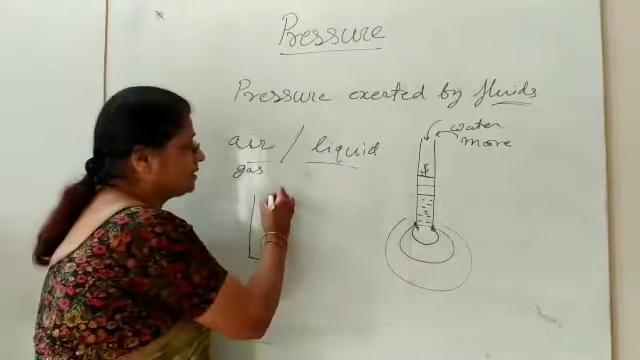 Pressure
Pressure exerted by fluids
air / liquid
gas
water
More